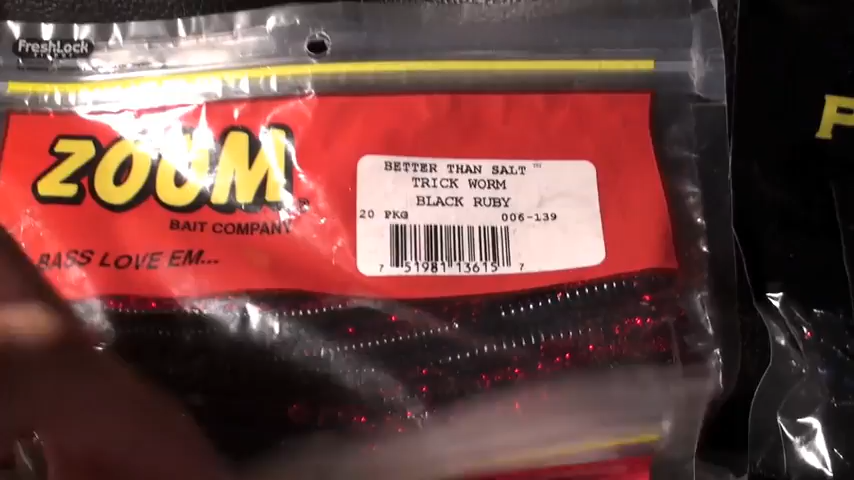 FreshLock
ZOOM
BAIT COMPANY
BASS LOVE EM...
BETTER THAN SALT ™
TRICK WORM
BLACK RUBY
20 PKG 006-139
7 51981 13615 7